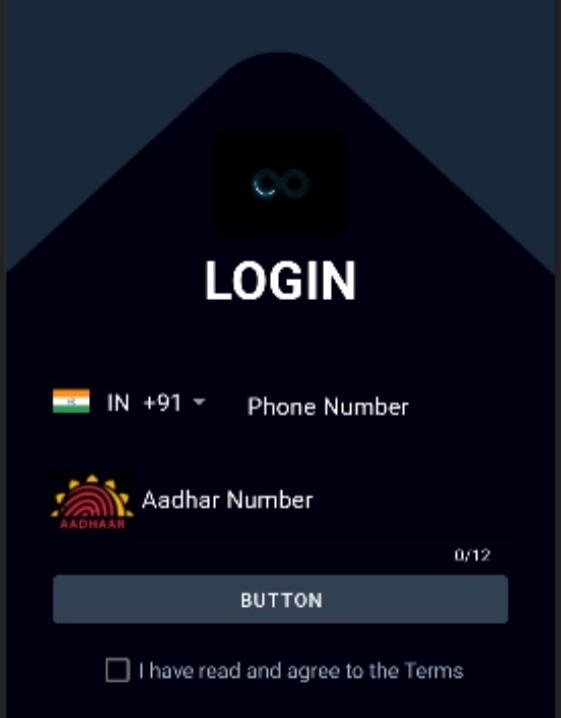 LOGIN
IN +91 Phone Number
AADHAAR
Aadhar Number
0/12
BUTTON
I have read and agree to the Terms